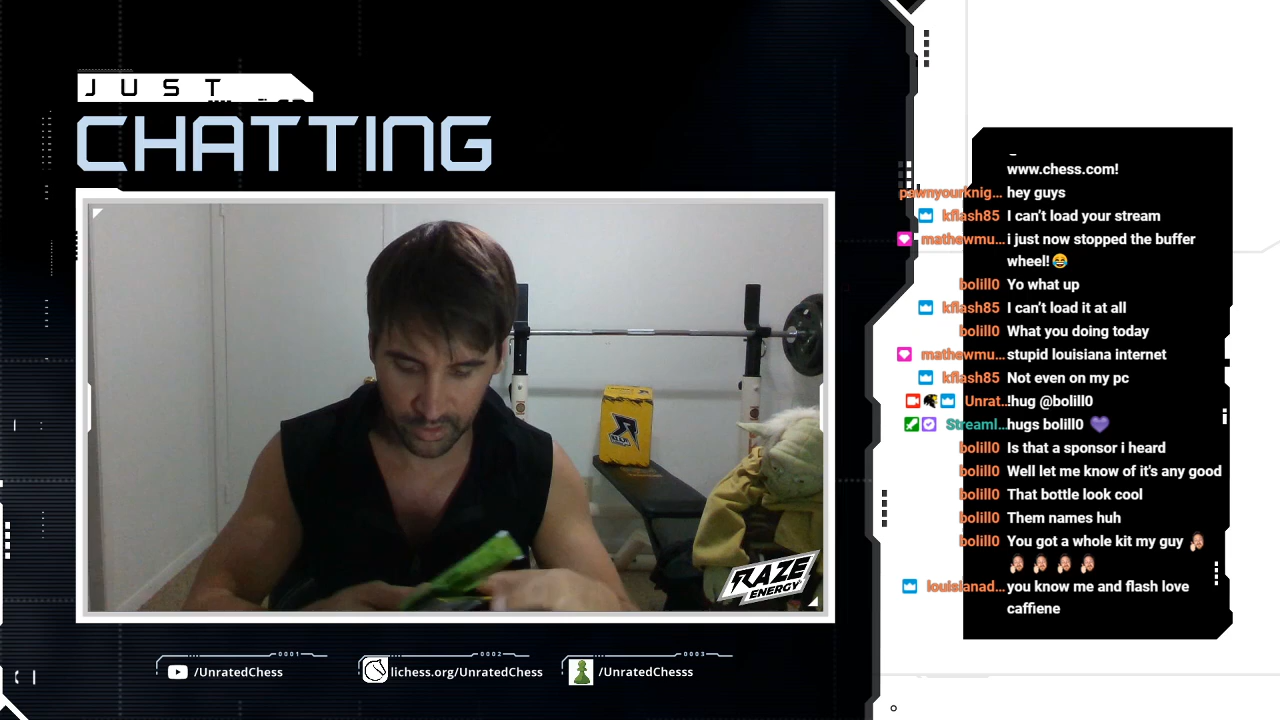 JUST
CHATTING
RAZE
ENERGY
/UnratedChess
lichess.org/UnratedChess
/UnratedChesss
0001
0002
0003
www.chess.com!
pawnyourknig… hey guys
kflash85 I can't load your stream
mathewmu… i just now stopped the buffer
wheel! 😂
bolill0 Yo what up
kflash85 I can't load it at all
bolill0 What you doing today
mathewmu… stupid louisiana internet
kflash85 Not even on my pc
Unrat… !hug @bolill0
Streaml… hugs bolill0 💜
bolill0 Is that a sponsor i heard
bolill0 Well let me know of it's any good
bolill0 That bottle look cool
bolill0 Them names huh
bolill0 You got a whole kit my guy
louisianad… you know me and flash love
caffiene